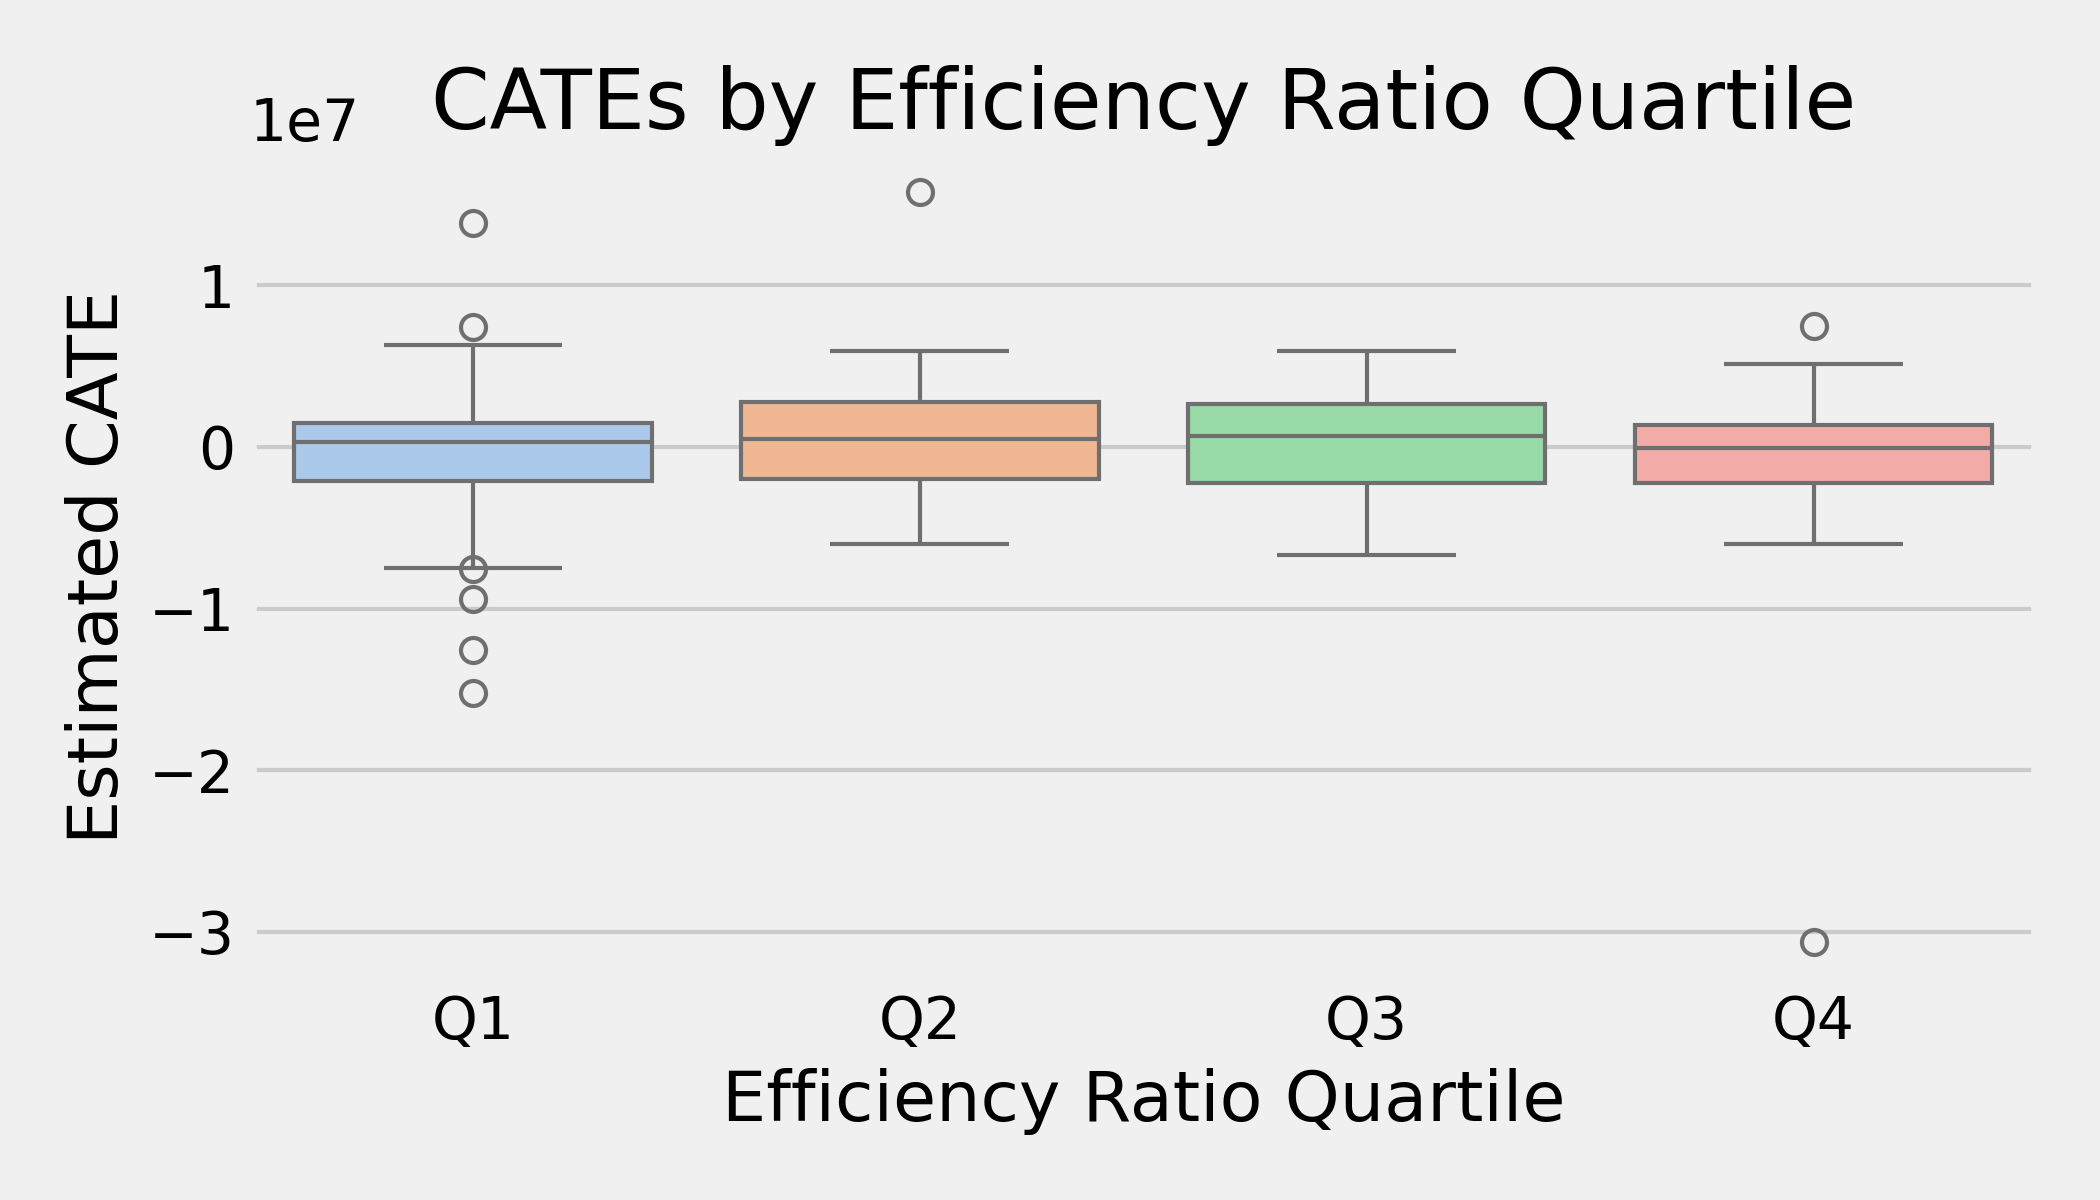 CATEs by Efficiency Ratio Quartile
1e7
Estimated CATE
1
0
−1
−2
−3
Q1 Q2 Q3 Q4
Efficiency Ratio Quartile